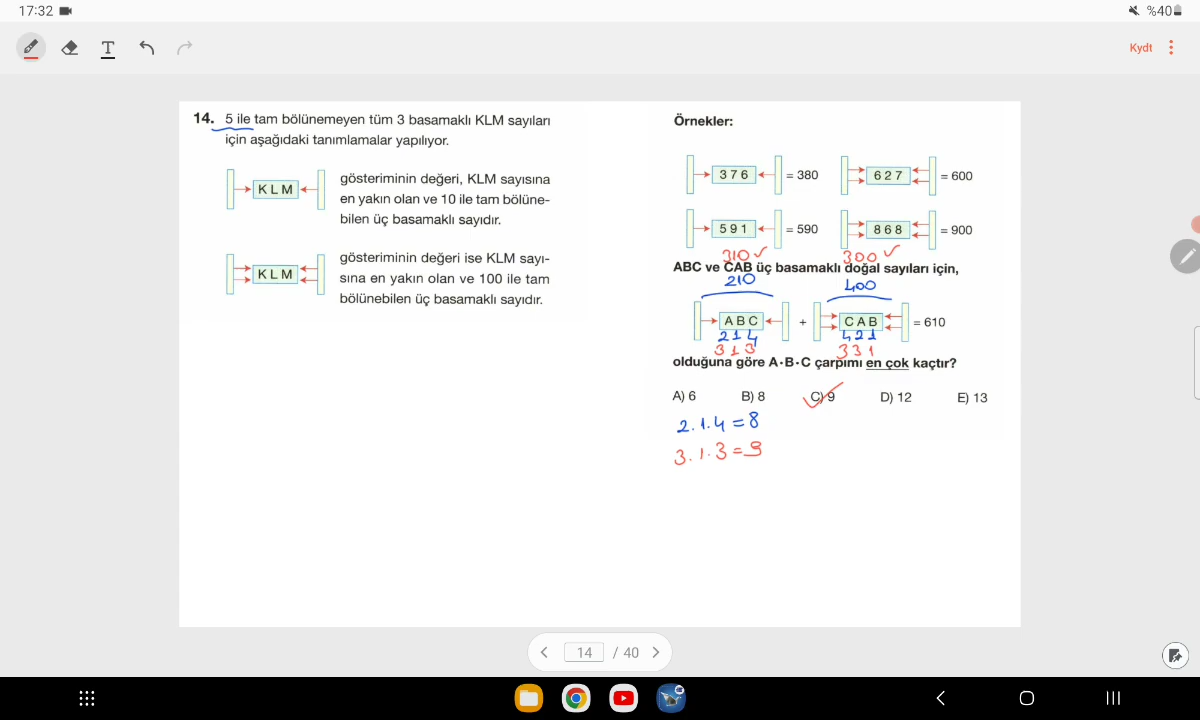 17:32
%40
T
Kydt
14. 5 ile tam bölünemeyen tüm 3 basamaklı KLM sayıları
için aşağıdaki tanımlamalar yapılıyor.
KLM
gösteriminin değeri, KLM sayısına
en yakın olan ve 10 ile tam bölüne-
bilen üç basamaklı sayıdır.
KLM
gösteriminin değeri ise KLM sayı-
sına en yakın olan ve 100 ile tam
bölünebilen üç basamaklı sayıdır.
Örnekler:
376 = 380 627 = 600
591 = 590 868 = 900
310 300
ABC ve CAB üç basamaklı doğal sayıları için,
210 400
ABC + CAB = 610
214 421
313 331
olduğuna göre A·B·C çarpımı en çok kaçtır?
A) 6 B) 8 C) 9 D) 12 E) 13
2.1.4=8
3.1.3=9
14 / 40